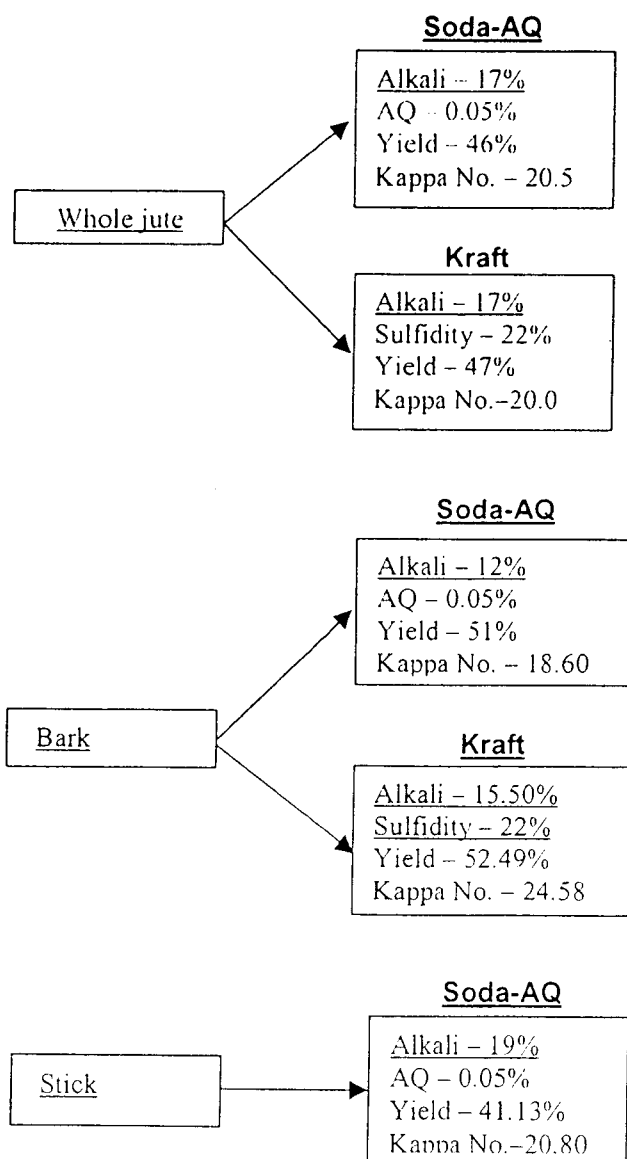 Soda-AQ
Alkali – 17%
AQ – 0.05%
Yield – 46%
Kappa No. – 20.5
Whole jute
Kraft
Alkali – 17%
Sulfidity – 22%
Yield – 47%
Kappa No.–20.0
Soda-AQ
Alkali – 12%
AQ – 0.05%
Yield – 51%
Kappa No. – 18.60
Bark
Kraft
Alkali – 15.50%
Sulfidity – 22%
Yield – 52.49%
Kappa No. – 24.58
Soda-AQ
Alkali – 19%
AQ – 0.05%
Yield – 41.13%
Kappa No.–20.80
Stick